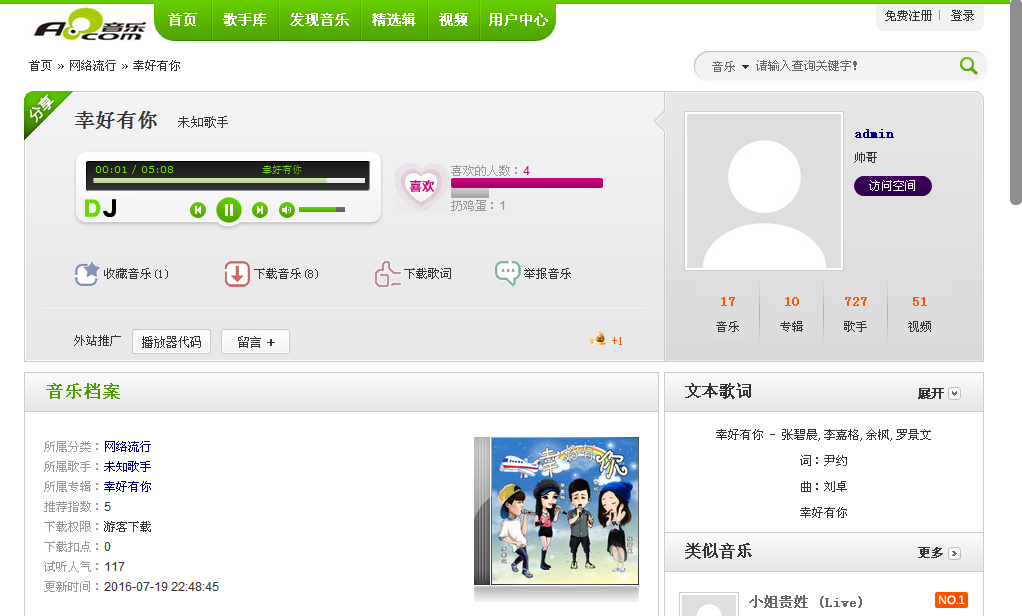 音乐
.COM
首页 歌手库 发现音乐 精选辑 视频 用户中心
免费注册 | 登录
首页 » 网络流行 » 幸好有你
音乐 请输入查询关键字!
分享
幸好有你 未知歌手
00:01 / 05:08 幸好有你
DJ
喜欢
喜欢的人数：4
扔鸡蛋：1
收藏音乐(1) 下载音乐(8) 下载歌词 举报音乐
外站推广 播放器代码 留言 +
+1
admin
帅哥
访问空间
17 10 727 51
音乐 专辑 歌手 视频
音乐档案
所属分类：网络流行
所属歌手：未知歌手
所属专辑：幸好有你
推荐指数：5
下载权限：游客下载
下载扣点：0
试听人气：117
更新时间：2016-07-19 22:48:45
幸好有你
文本歌词 展开
幸好有你 - 张碧晨,李嘉格,余枫,罗景文
词：尹约
曲：刘卓
幸好有你
类似音乐 更多
小姐贵姓 (Live) NO.1